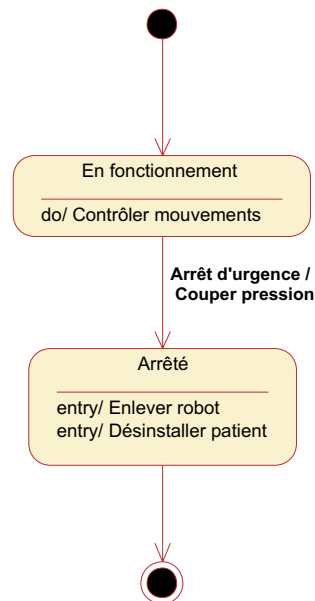 En fonctionnement
do/ Contrôler mouvements
Arrêt d'urgence /
Couper pression
Arrêté
entry/ Enlever robot
entry/ Désinstaller patient